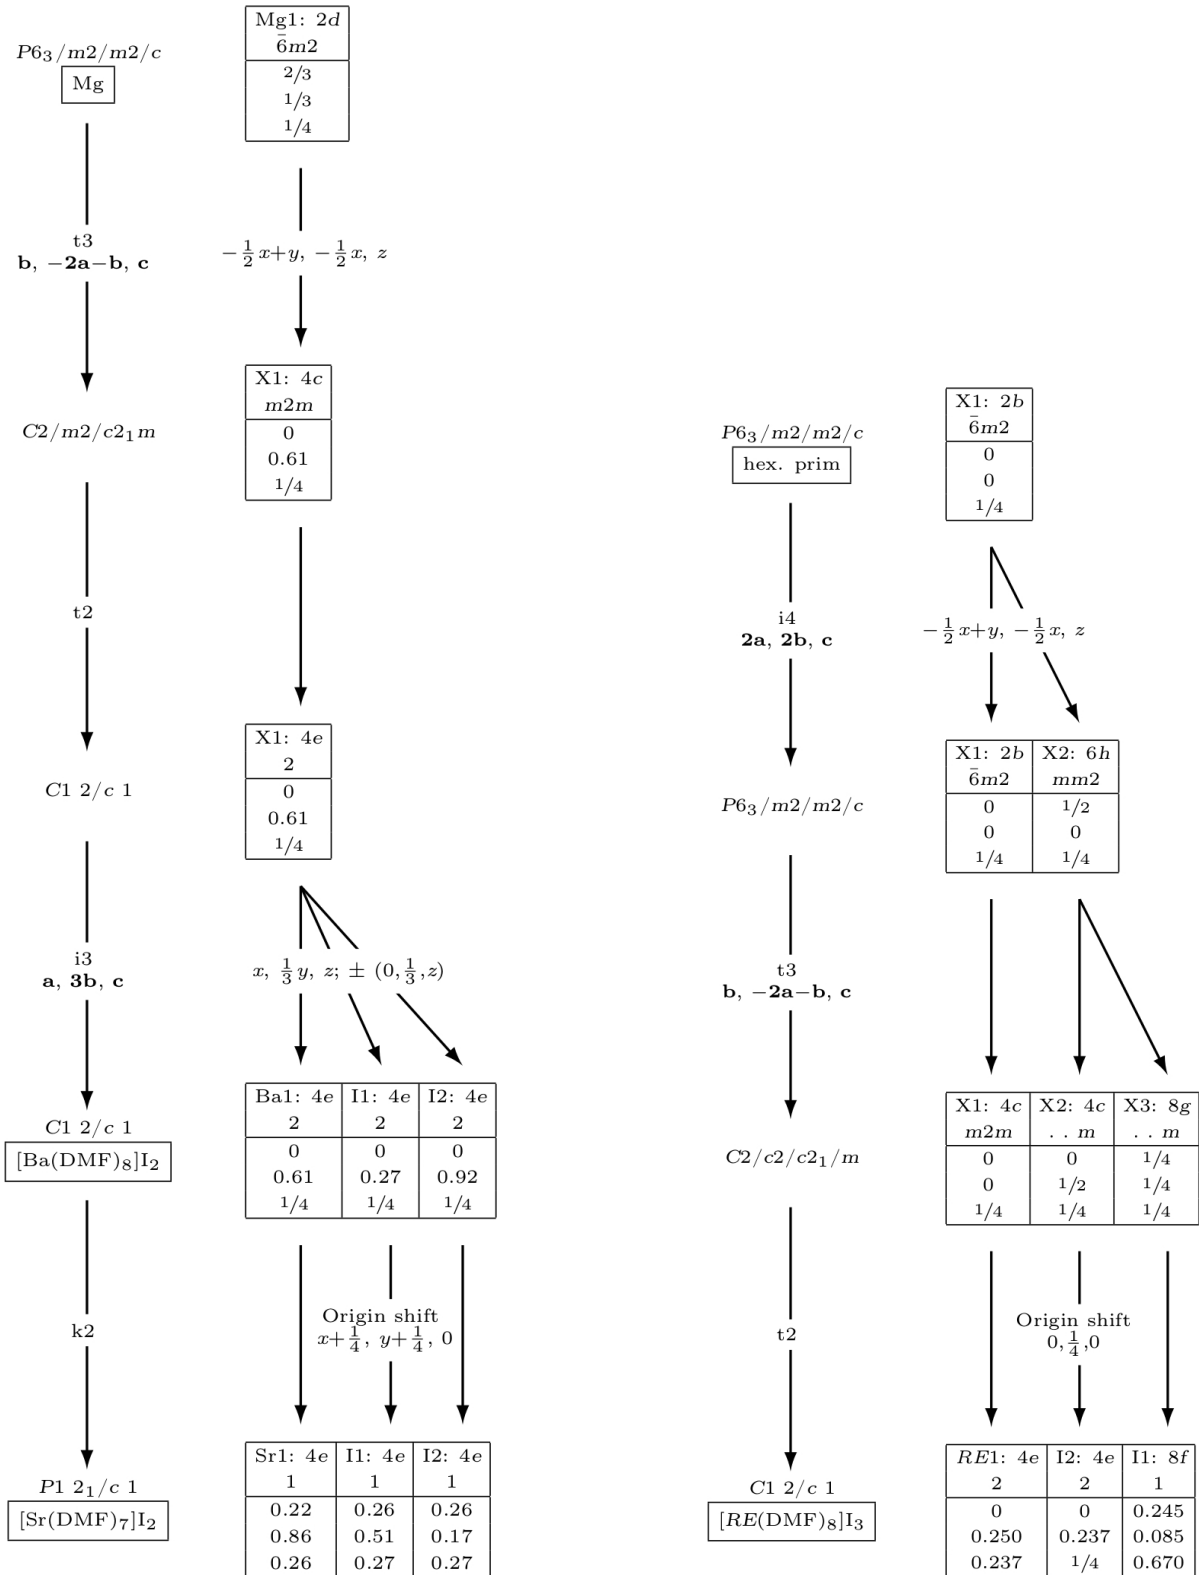 P6₃/m2/m2/c
Mg
Mg1: 2d
6̄m2
2/3
1/3
1/4
t3
b, −2a−b, c
−1/2x+y, −1/2x, z
C2/m2/c2₁m
X1: 4c
m2m
0
0.61
1/4
t2
C1 2/c 1
X1: 4e
2
0
0.61
1/4
i3
a, 3b, c
x, 1/3y, z; ± (0,1/3,z)
C1 2/c 1
[Ba(DMF)₈]I₂
Ba1: 4e I1: 4e I2: 4e
2 2 2
0 0 0
0.61 0.27 0.92
1/4 1/4 1/4
k2
Origin shift
x+1/4, y+1/4, 0
P1 2₁/c 1
[Sr(DMF)₇]I₂
Sr1: 4e I1: 4e I2: 4e
1 1 1
0.22 0.26 0.26
0.86 0.51 0.17
0.26 0.27 0.27
P6₃/m2/m2/c
hex. prim
X1: 2b
6̄m2
0
0
1/4
i4
2a, 2b, c
−1/2x+y, −1/2x, z
P6₃/m2/m2/c
X1: 2b X2: 6h
6̄m2 mm2
0 1/2
0 0
1/4 1/4
t3
b, −2a−b, c
C2/c2/c2₁/m
X1: 4c X2: 4c X3: 8g
m2m . . m . . m
0 0 1/4
0 1/2 1/4
1/4 1/4 1/4
t2
Origin shift
0,1/4,0
C1 2/c 1
[RE(DMF)₈]I₃
RE1: 4e I2: 4e I1: 8f
2 2 1
0 0 0.245
0.250 0.237 0.085
0.237 1/4 0.670